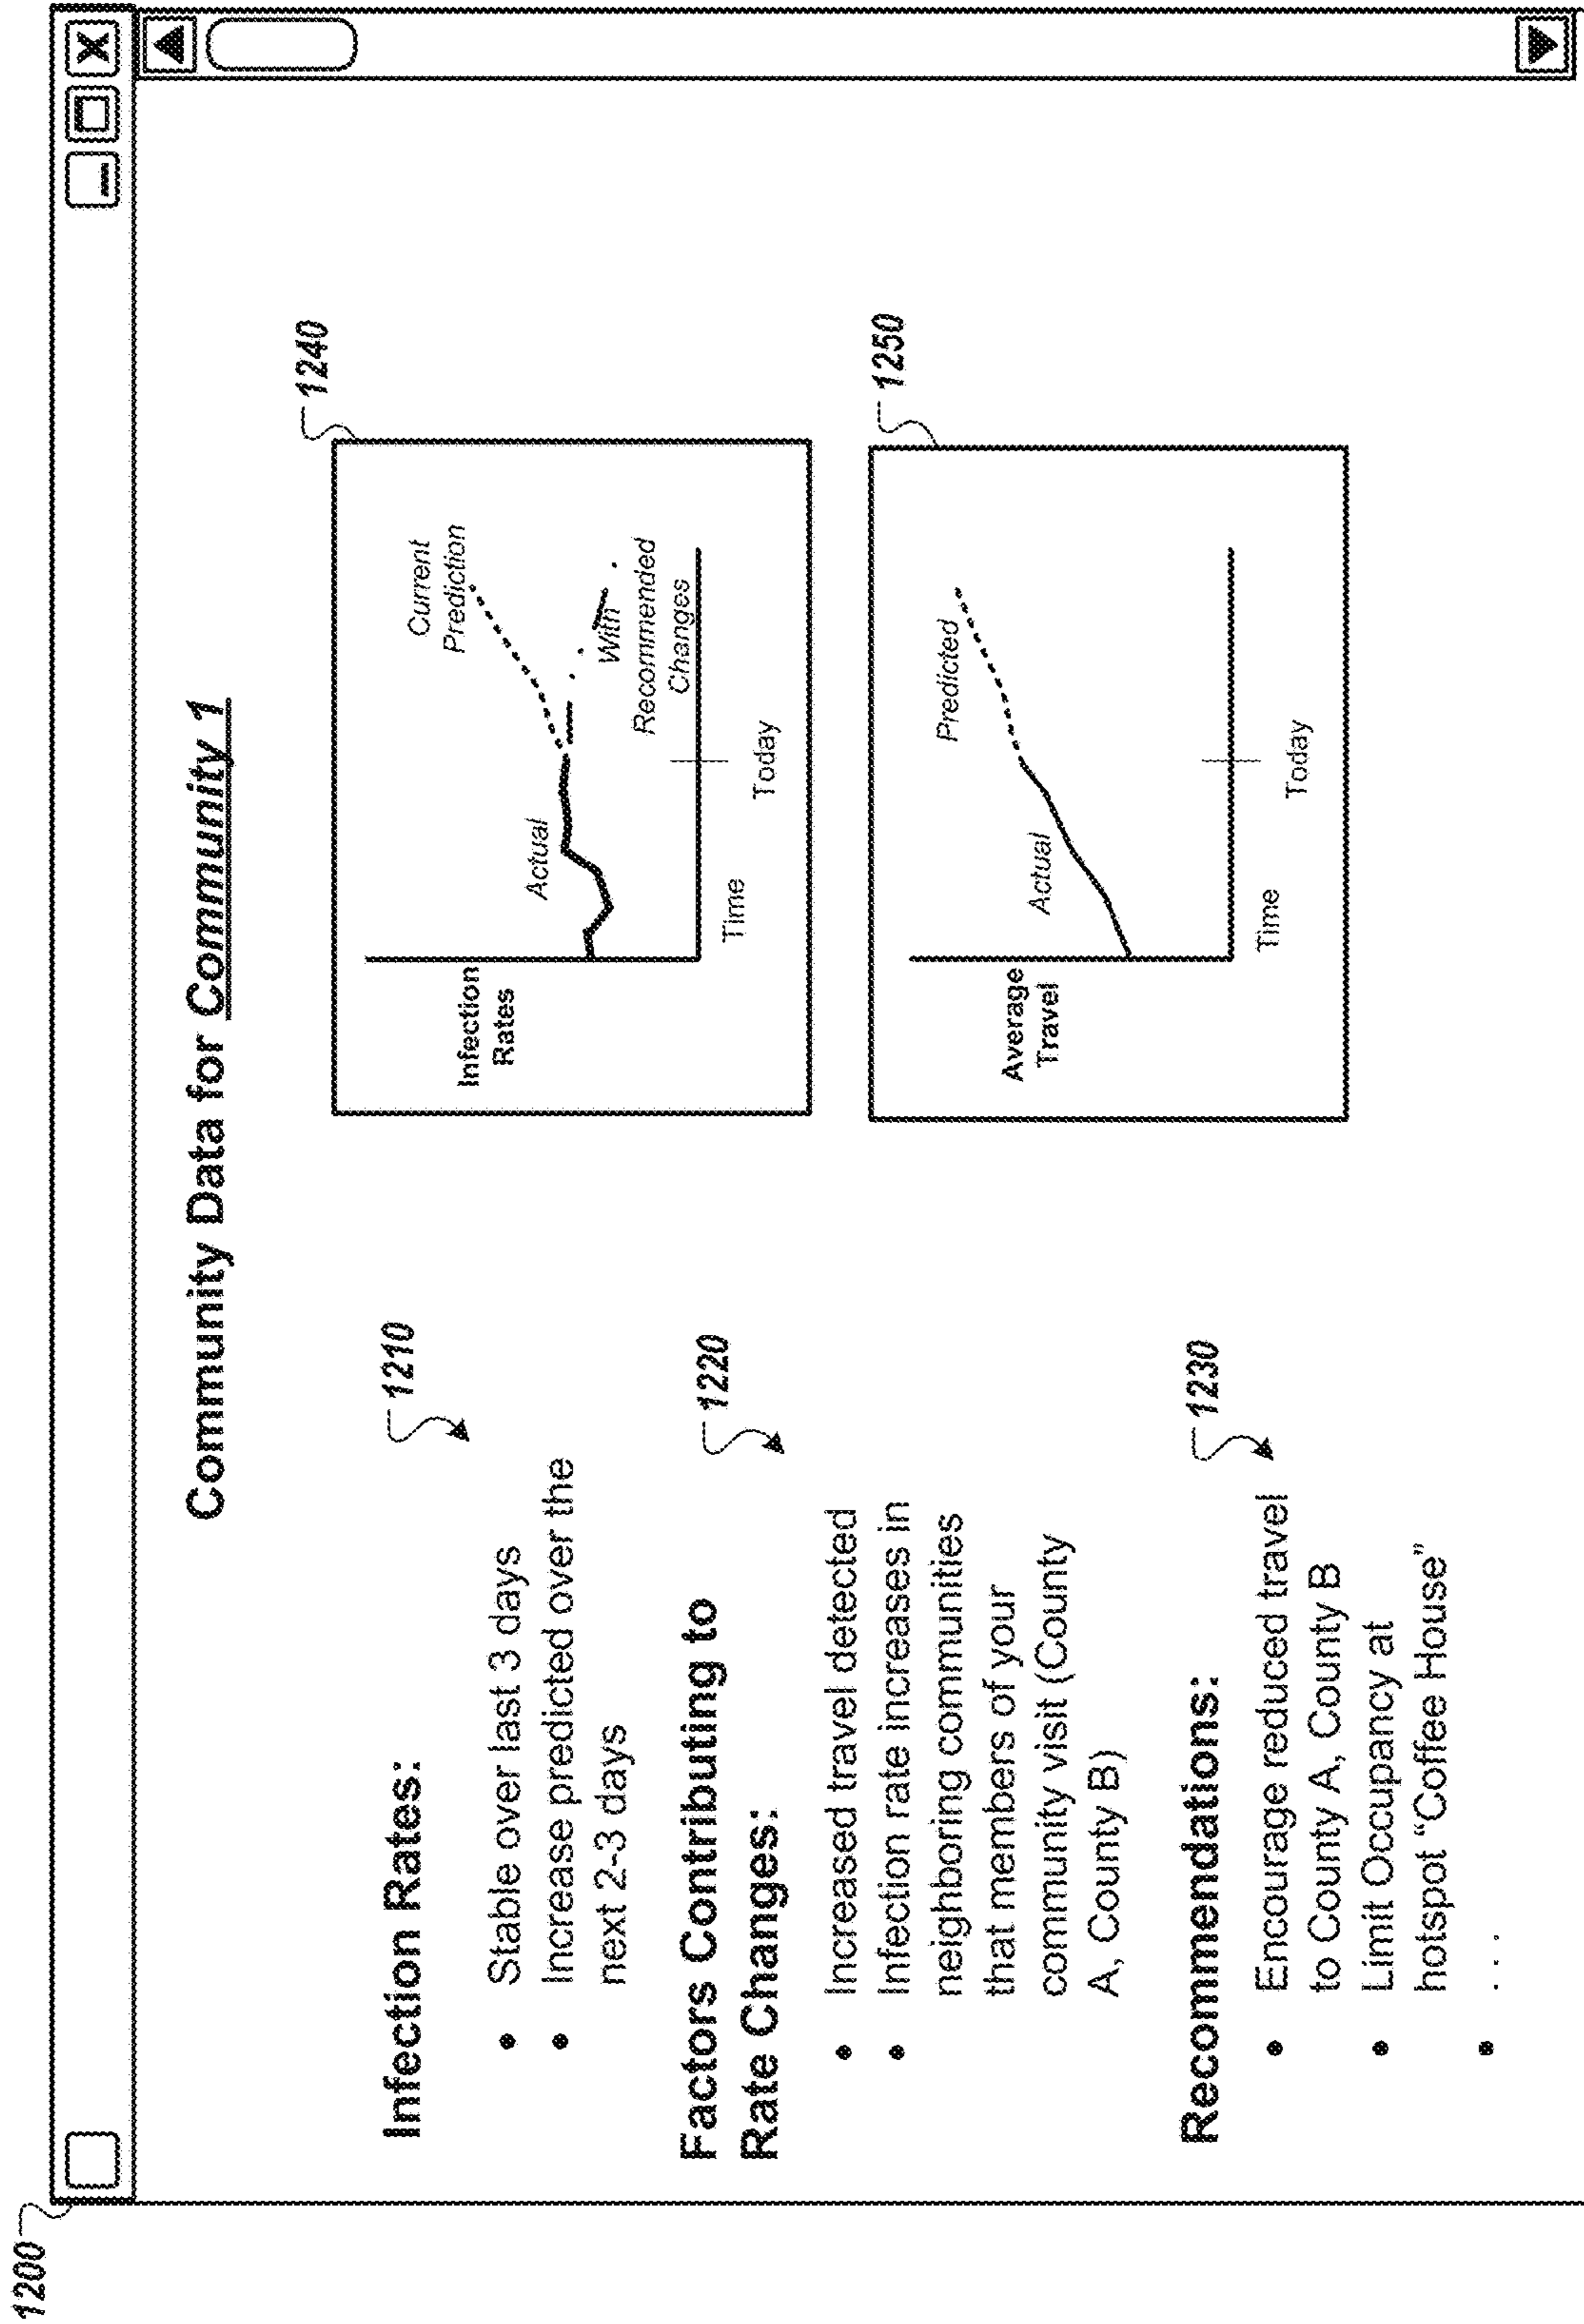 1200
X
Community Data for Community 1
Infection Rates:
1210
• Stable over last 3 days
• Increase predicted over the
next 2-3 days
Factors Contributing to
Rate Changes:
1220
• Increased travel detected
• Infection rate increases in
neighboring communities
that members of your
community visit (County
A, County B)
Recommendations:
1230
• Encourage reduced travel
to County A, County B
• Limit Occupancy at
hotspot “Coffee House”
• . . .
1240
Infection
Rates
Actual
Current
Prediction
With
Recommended
Changes
Time
Today
1250
Average
Travel
Actual
Predicted
Time
Today